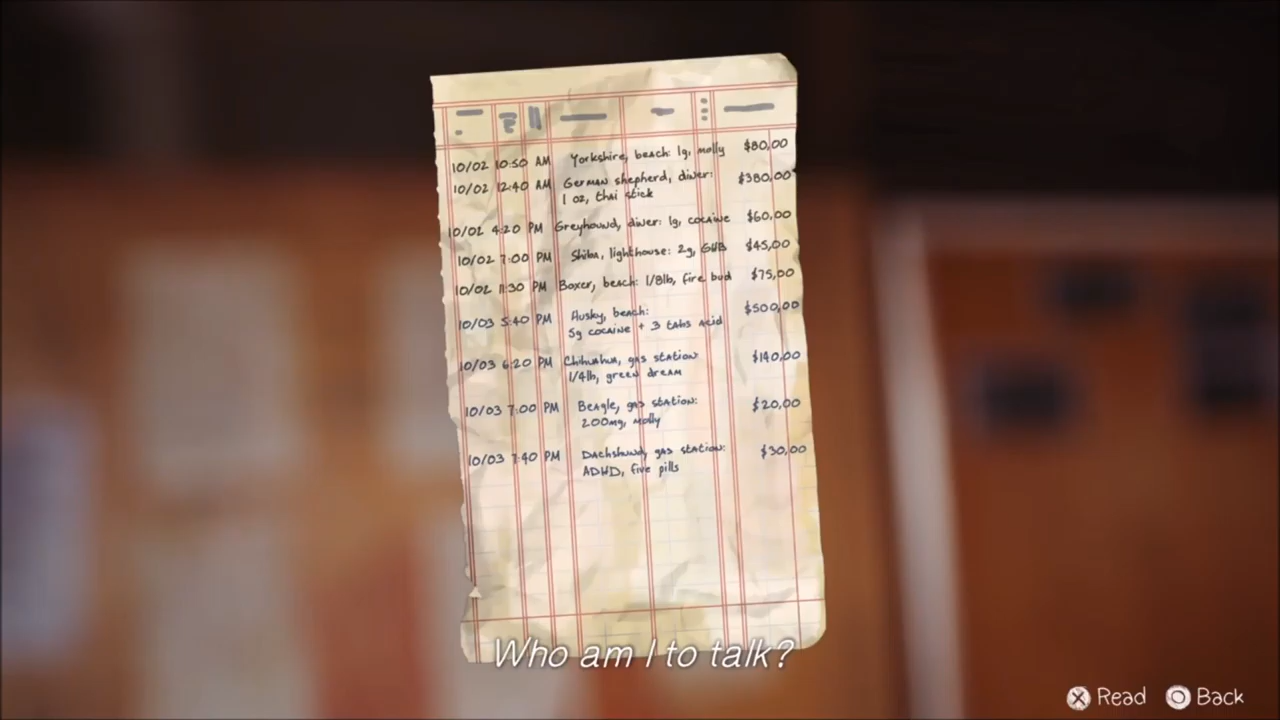 10/02 10:50 AM Yorkshire, beach: 1g, molly $80,00
10/02 12:40 AM German shepherd, diner: $380,00
1 oz, thai stick
10/02 4:20 PM Greyhound, diner: 1g, cocaine $60,00
10/02 7:00 PM Shiba, lighthouse: 2g, GHB $45,00
10/02 11:30 PM Boxer, beach: 1/8lb, fire bud $75,00
10/03 5:40 PM Husky, beach: $500,00
5g cocaine + 3 tabs acid
10/03 6:20 PM Chihuahua, gas station: $140,00
1/4lb, green dream
10/03 7:00 PM Beagle, gas station: $20,00
200mg, molly
10/03 7:40 PM Dachshund, gas station: $30,00
ADHD, five pills
Who am I to talk?
Read Back